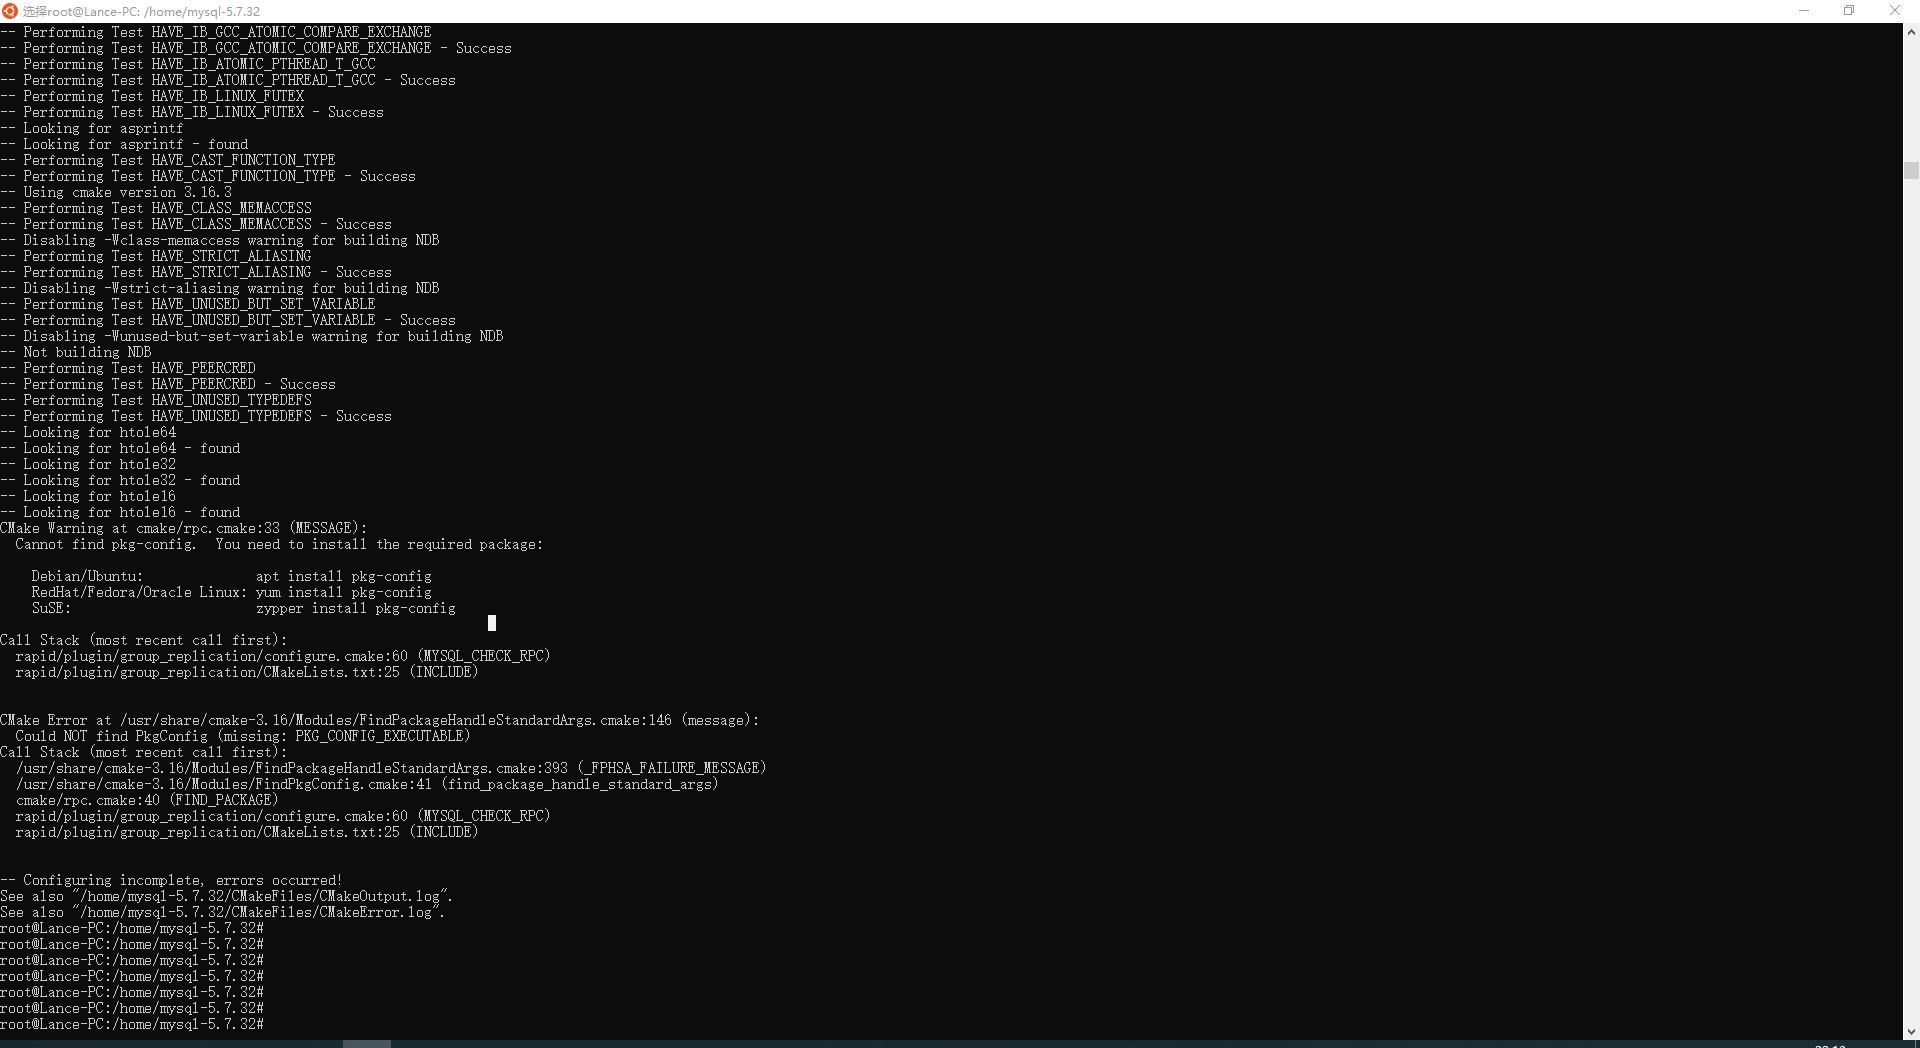 选择root@Lance-PC: /home/mysql-5.7.32
-- Performing Test HAVE_IB_GCC_ATOMIC_COMPARE_EXCHANGE
-- Performing Test HAVE_IB_GCC_ATOMIC_COMPARE_EXCHANGE - Success
-- Performing Test HAVE_IB_ATOMIC_PTHREAD_T_GCC
-- Performing Test HAVE_IB_ATOMIC_PTHREAD_T_GCC - Success
-- Performing Test HAVE_IB_LINUX_FUTEX
-- Performing Test HAVE_IB_LINUX_FUTEX - Success
-- Looking for asprintf
-- Looking for asprintf - found
-- Performing Test HAVE_CAST_FUNCTION_TYPE
-- Performing Test HAVE_CAST_FUNCTION_TYPE - Success
-- Using cmake version 3.16.3
-- Performing Test HAVE_CLASS_MEMACCESS
-- Performing Test HAVE_CLASS_MEMACCESS - Success
-- Disabling -Wclass-memaccess warning for building NDB
-- Performing Test HAVE_STRICT_ALIASING
-- Performing Test HAVE_STRICT_ALIASING - Success
-- Disabling -Wstrict-aliasing warning for building NDB
-- Performing Test HAVE_UNUSED_BUT_SET_VARIABLE
-- Performing Test HAVE_UNUSED_BUT_SET_VARIABLE - Success
-- Disabling -Wunused-but-set-variable warning for building NDB
-- Not building NDB
-- Performing Test HAVE_PEERCRED
-- Performing Test HAVE_PEERCRED - Success
-- Performing Test HAVE_UNUSED_TYPEDEFS
-- Performing Test HAVE_UNUSED_TYPEDEFS - Success
-- Looking for htole64
-- Looking for htole64 - found
-- Looking for htole32
-- Looking for htole32 - found
-- Looking for htole16
-- Looking for htole16 - found
CMake Warning at cmake/rpc.cmake:33 (MESSAGE):
  Cannot find pkg-config.  You need to install the required package:
    Debian/Ubuntu:              apt install pkg-config
    RedHat/Fedora/Oracle Linux: yum install pkg-config
    SuSE:                       zypper install pkg-config
Call Stack (most recent call first):
  rapid/plugin/group_replication/configure.cmake:60 (MYSQL_CHECK_RPC)
  rapid/plugin/group_replication/CMakeLists.txt:25 (INCLUDE)
CMake Error at /usr/share/cmake-3.16/Modules/FindPackageHandleStandardArgs.cmake:146 (message):
  Could NOT find PkgConfig (missing: PKG_CONFIG_EXECUTABLE)
Call Stack (most recent call first):
  /usr/share/cmake-3.16/Modules/FindPackageHandleStandardArgs.cmake:393 (_FPHSA_FAILURE_MESSAGE)
  /usr/share/cmake-3.16/Modules/FindPkgConfig.cmake:41 (find_package_handle_standard_args)
  cmake/rpc.cmake:40 (FIND_PACKAGE)
  rapid/plugin/group_replication/configure.cmake:60 (MYSQL_CHECK_RPC)
  rapid/plugin/group_replication/CMakeLists.txt:25 (INCLUDE)
-- Configuring incomplete, errors occurred!
See also "/home/mysql-5.7.32/CMakeFiles/CMakeOutput.log".
See also "/home/mysql-5.7.32/CMakeFiles/CMakeError.log".
root@Lance-PC:/home/mysql-5.7.32#
root@Lance-PC:/home/mysql-5.7.32#
root@Lance-PC:/home/mysql-5.7.32#
root@Lance-PC:/home/mysql-5.7.32#
root@Lance-PC:/home/mysql-5.7.32#
root@Lance-PC:/home/mysql-5.7.32#
root@Lance-PC:/home/mysql-5.7.32#